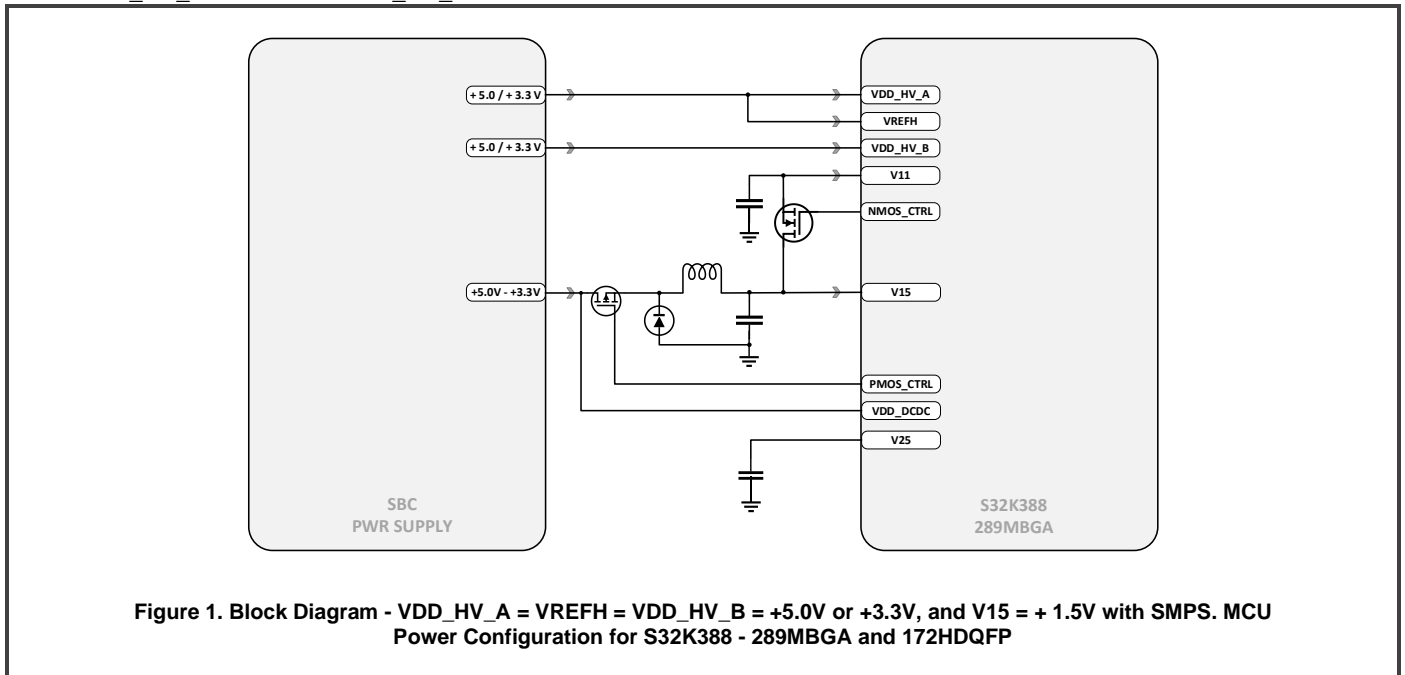 + 5.0 / + 3.3 V
VDD_HV_A
VREFH
+ 5.0 / + 3.3 V
VDD_HV_B
V11
NMOS_CTRL
+5.0V - +3.3V
V15
PMOS_CTRL
VDD_DCDC
V25
SBC
PWR SUPPLY
S32K388
289MBGA
Figure 1. Block Diagram - VDD_HV_A = VREFH = VDD_HV_B = +5.0V or +3.3V, and V15 = + 1.5V with SMPS. MCU
Power Configuration for S32K388 - 289MBGA and 172HDQFP